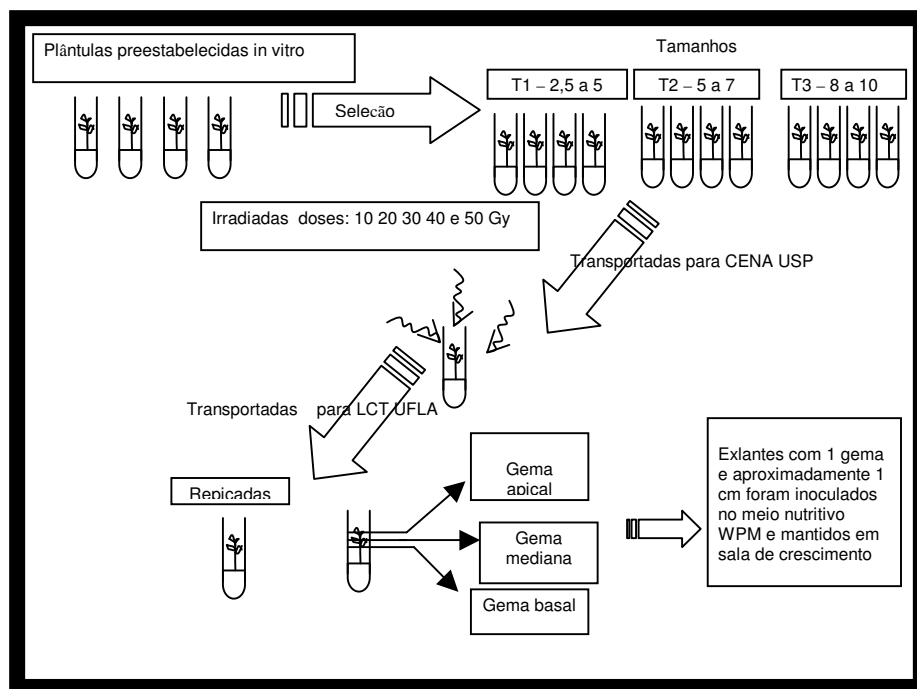 Plântulas preestabelecidas in vitro
Tamanhos
T1 – 2,5 a 5
T2 – 5 a 7
T3 – 8 a 10
Seleção
Irradiadas doses: 10 20 30 40 e 50 Gy
Transportadas para CENA USP
Transportadas para LCT UFLA
Repicadas
Gema
apical
Gema
mediana
Gema basal
Exlantes com 1 gema
e aproximadamente 1
cm foram inoculados
no meio nutritivo
WPM e mantidos em
sala de crescimento